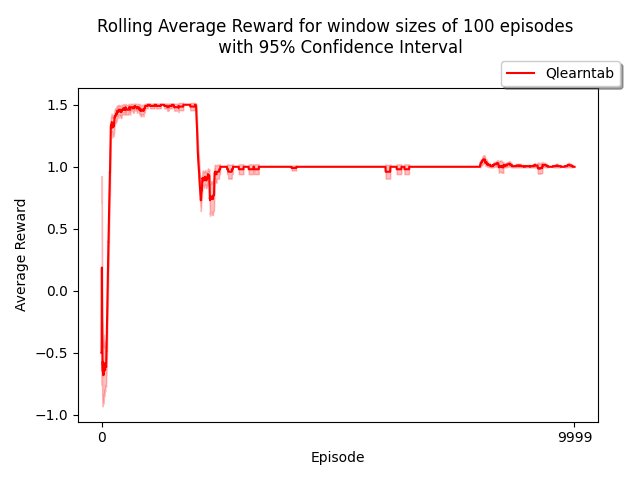 Rolling Average Reward for window sizes of 100 episodes
with 95% Confidence Interval
Qlearntab
1.5
1.0
0.5
0.0
−0.5
−1.0
Average Reward
0
9999
Episode